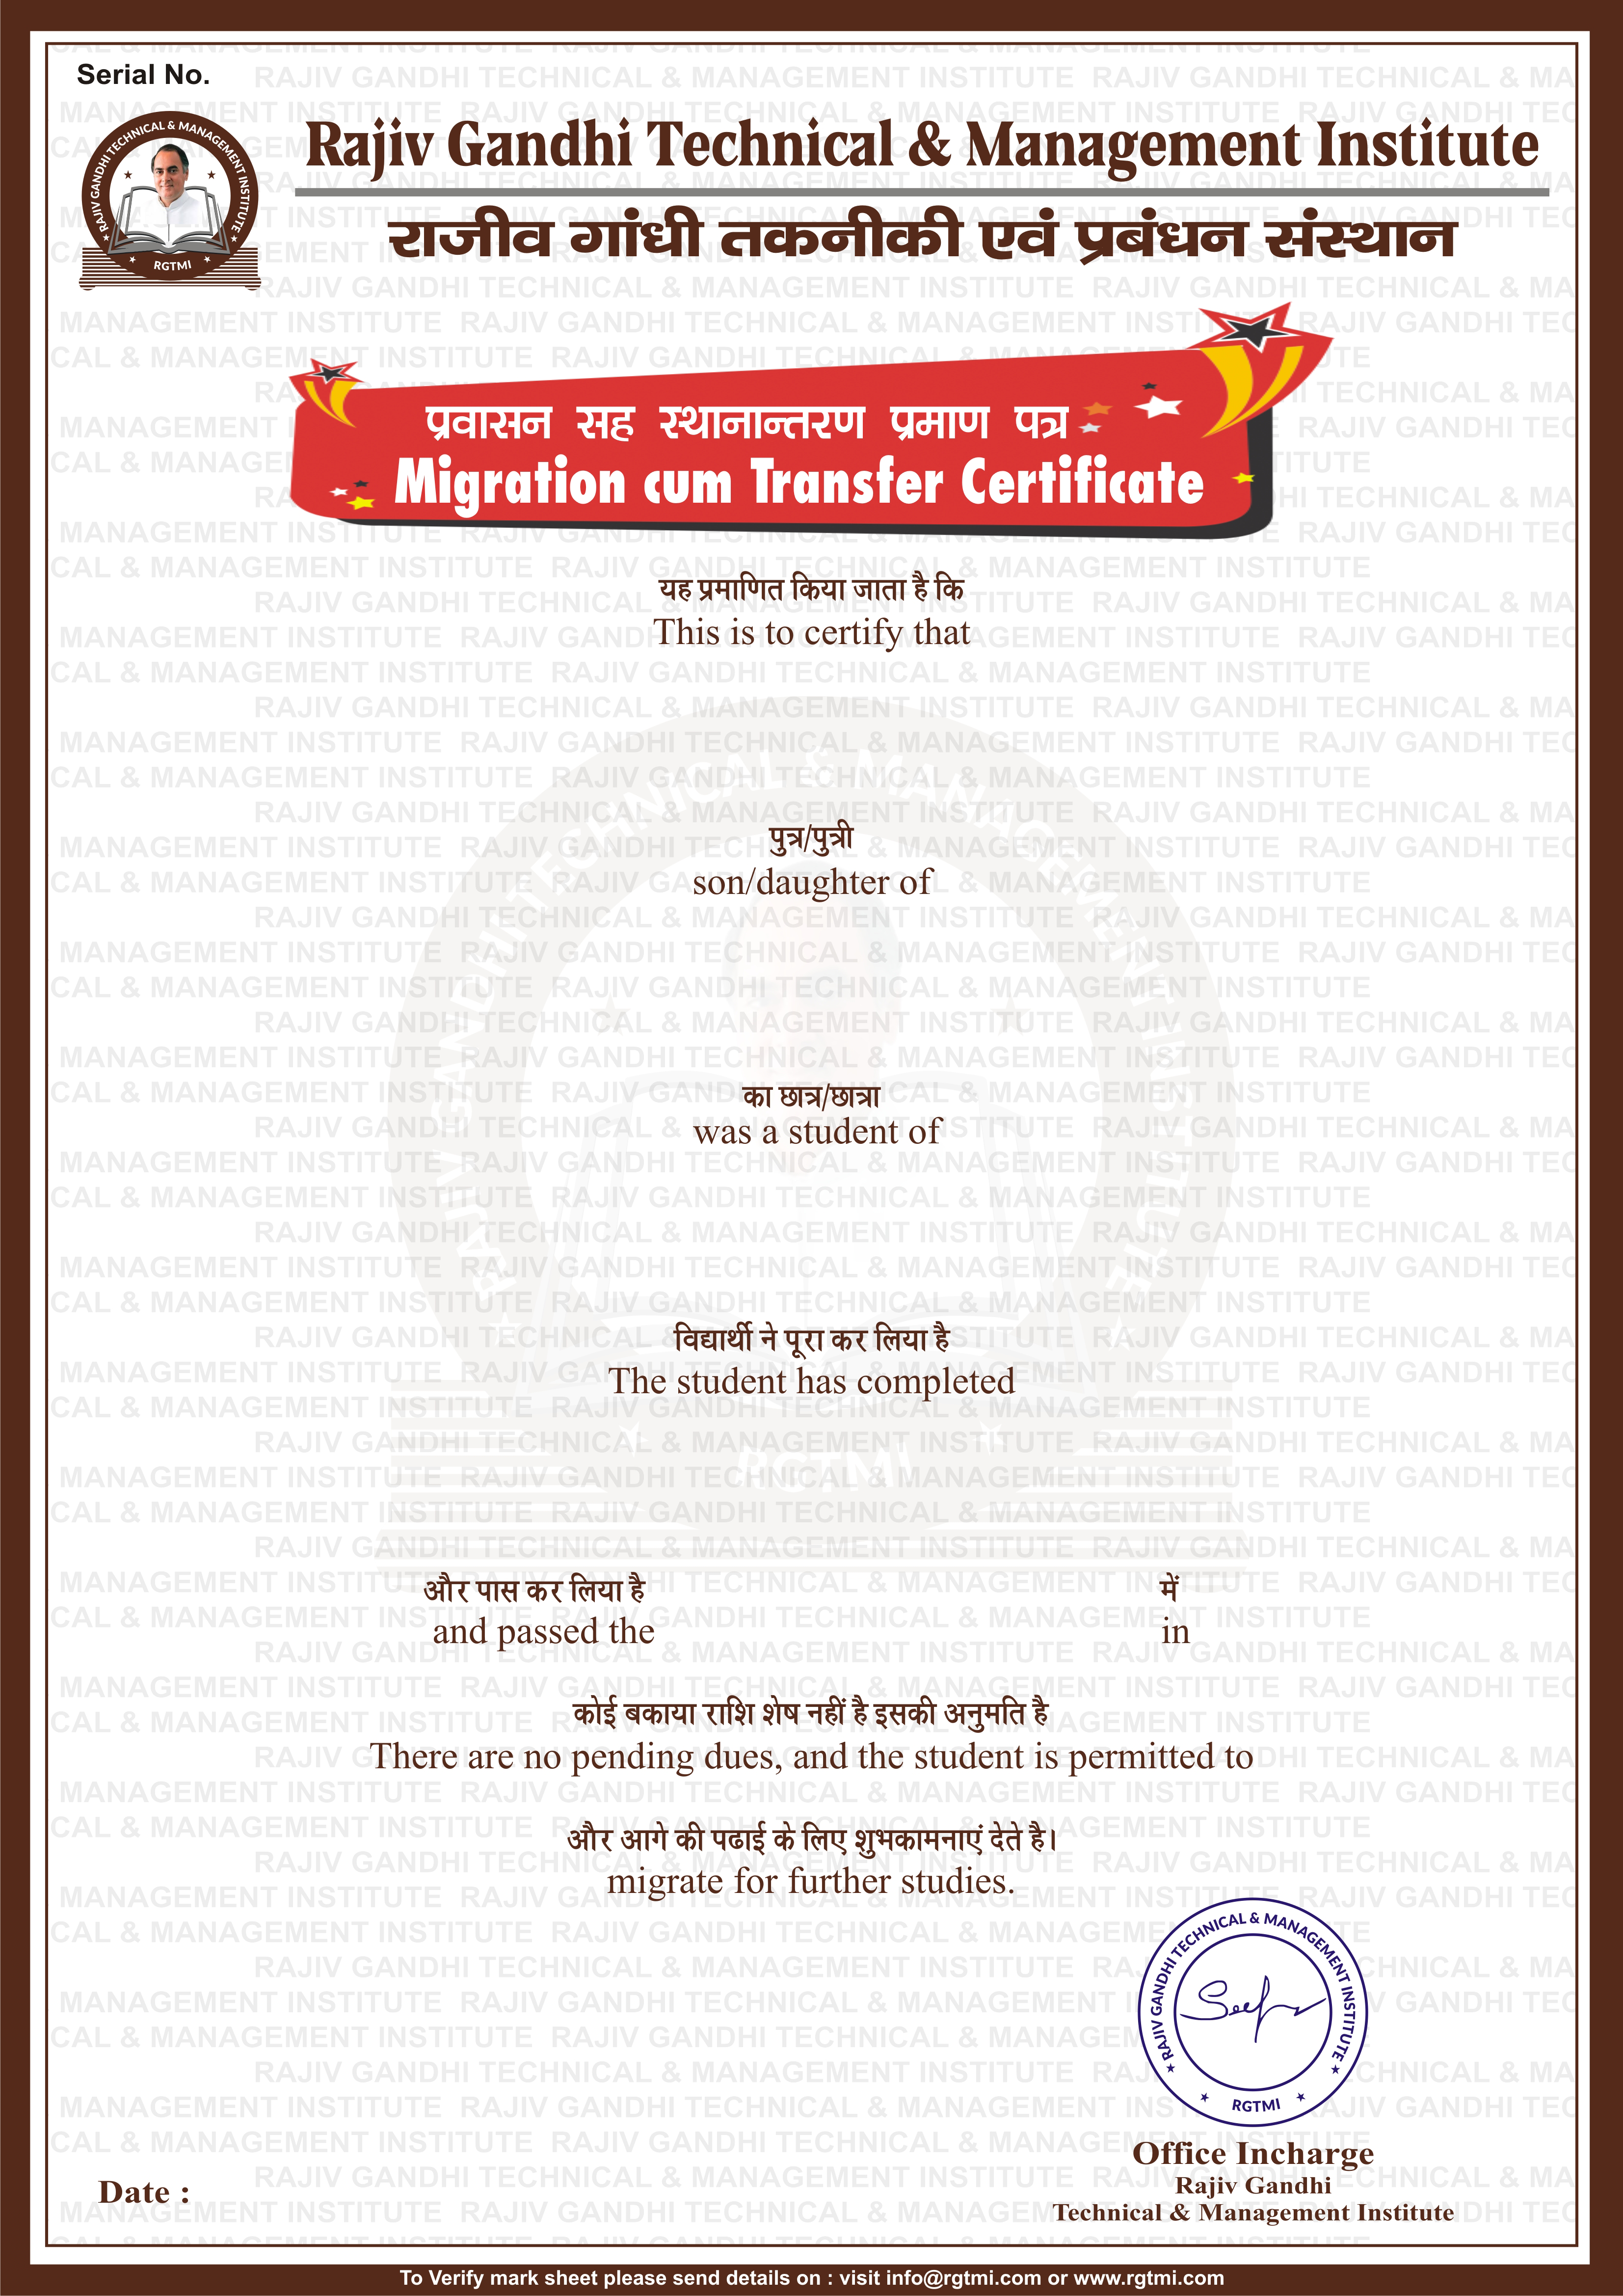 Serial No.
RAJIV GANDHI TECHNICAL & MANAGEMENT INSTITUTE
RGTMI
Rajiv Gandhi Technical & Management Institute
राजीव गांधी तकनीकी एवं प्रबंधन संस्थान
प्रवासन सह स्थानान्तरण प्रमाण पत्र
Migration cum Transfer Certificate
यह प्रमाणित किया जाता है कि
This is to certify that
पुत्र/पुत्री
son/daughter of
का छात्र/छात्रा
was a student of
विद्यार्थी ने पूरा कर लिया है
The student has completed
और पास कर लिया है में
and passed the in
कोई बकाया राशि शेष नहीं है इसकी अनुमति है
There are no pending dues, and the student is permitted to
और आगे की पढाई के लिए शुभकामनाएं देते है।
migrate for further studies.
RAJIV GANDHI TECHNICAL & MANAGEMENT INSTITUTE
RGTMI
Office Incharge
Rajiv Gandhi
Technical & Management Institute
Date :
To Verify mark sheet please send details on : visit info@rgtmi.com or www.rgtmi.com